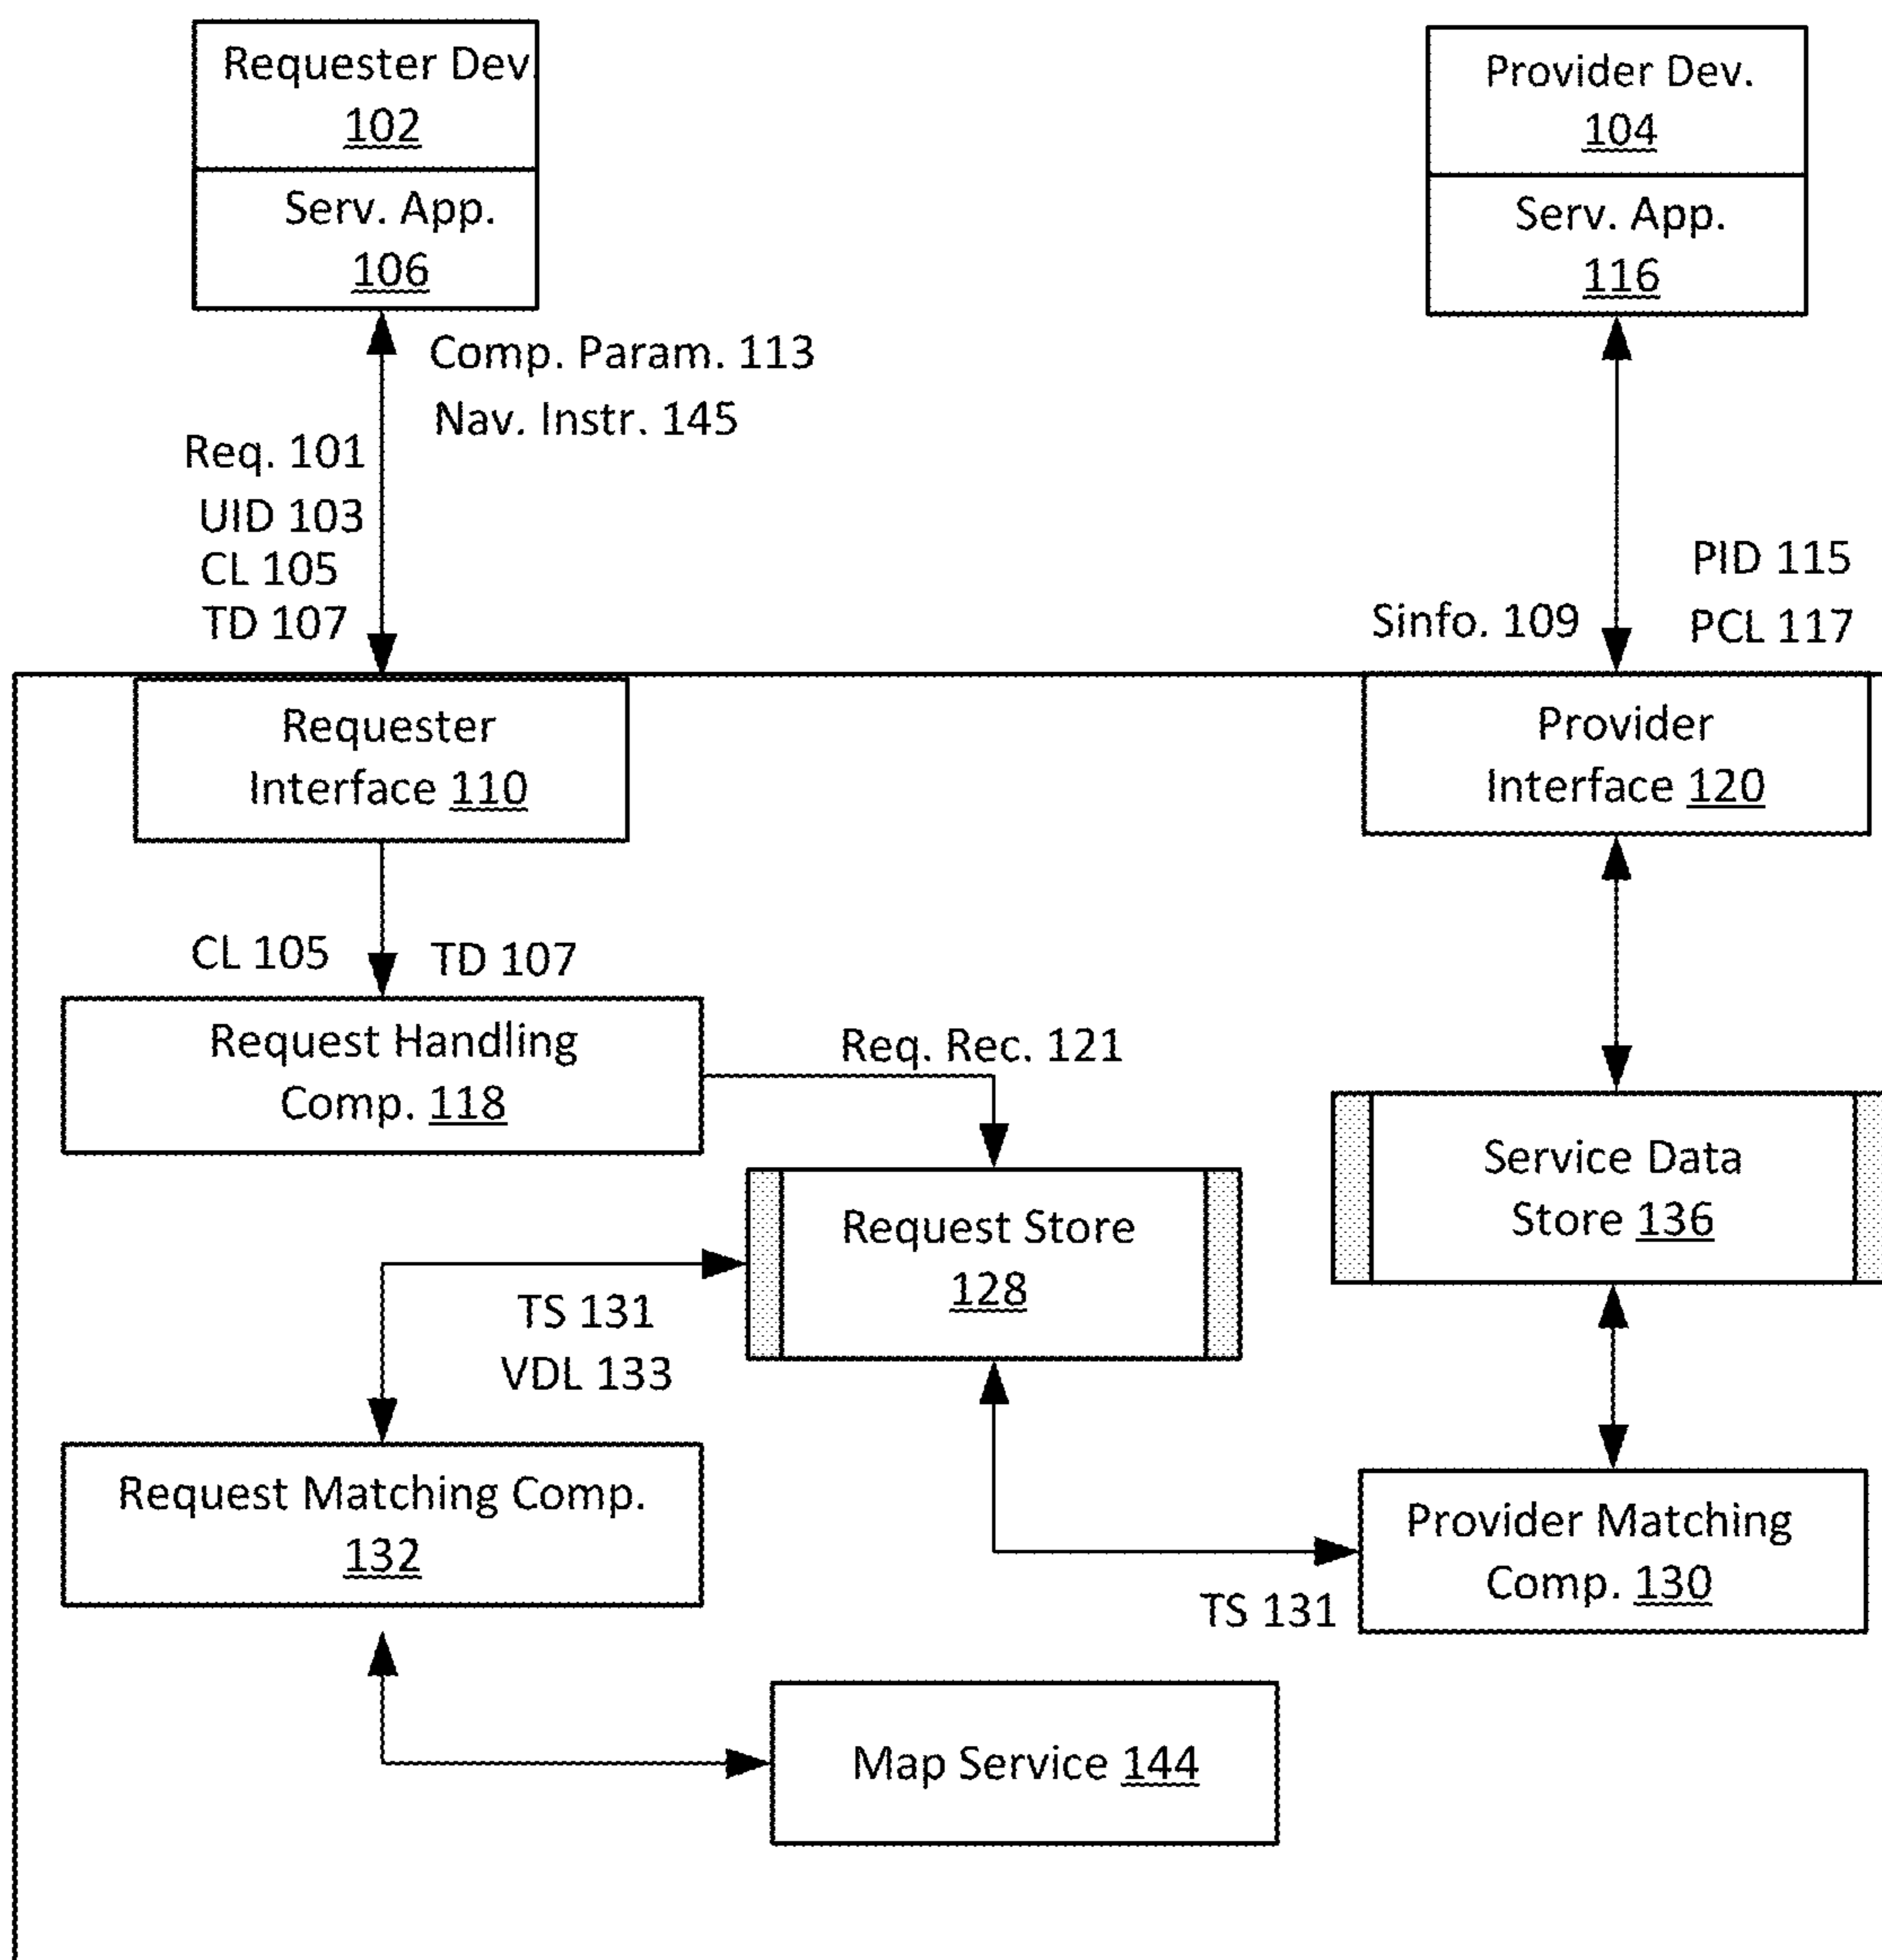 Requester Dev.
102
Serv. App.
106
Provider Dev.
104
Serv. App.
116
Comp. Param. 113
Nav. Instr. 145
Req. 101
UID 103
CL 105
TD 107
PID 115
Sinfo. 109
PCL 117
Requester
Interface 110
Provider
Interface 120
CL 105
TD 107
Request Handling
Comp. 118
Req. Rec. 121
Request Store
128
Service Data
Store 136
TS 131
VDL 133
Request Matching Comp.
132
Provider Matching
Comp. 130
TS 131
Map Service 144